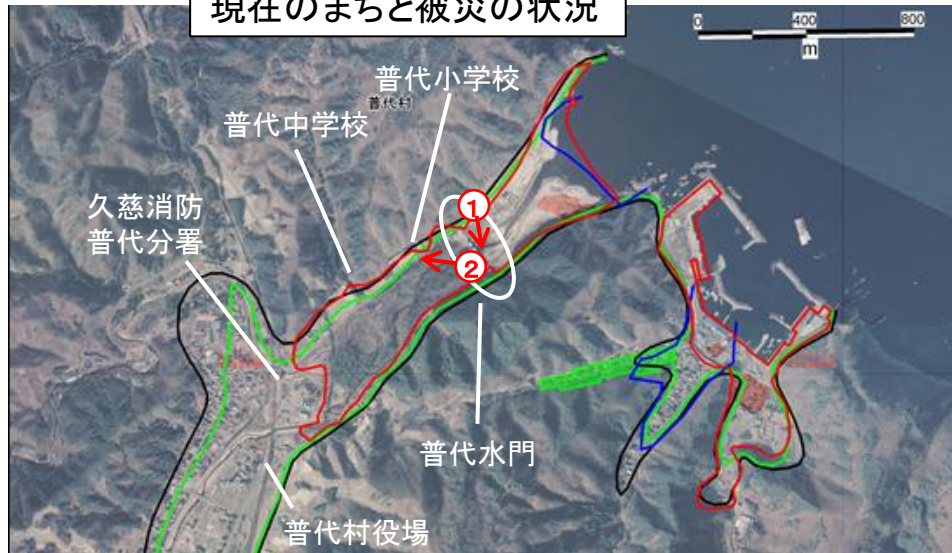 現在のまちと被災の状況
0 400 800
m
普代小学校
普代村
普代中学校
久慈消防
普代分署
①
②
普代水門
普代村役場